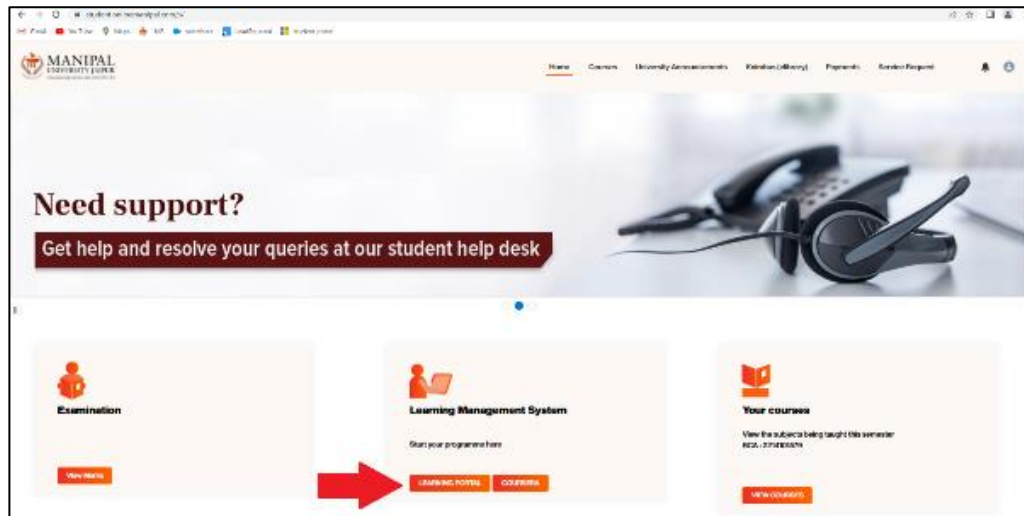 MANIPAL
UNIVERSITY JAIPUR
Home Courses University Announcements Payments Service Request
Need support?
Get help and resolve your queries at our student help desk
Examination
View Marks
Learning Management System
Start your programme here
LEARNING PORTAL COURSERA
Your courses
View the subjects being taught this semester
VIEW COURSES